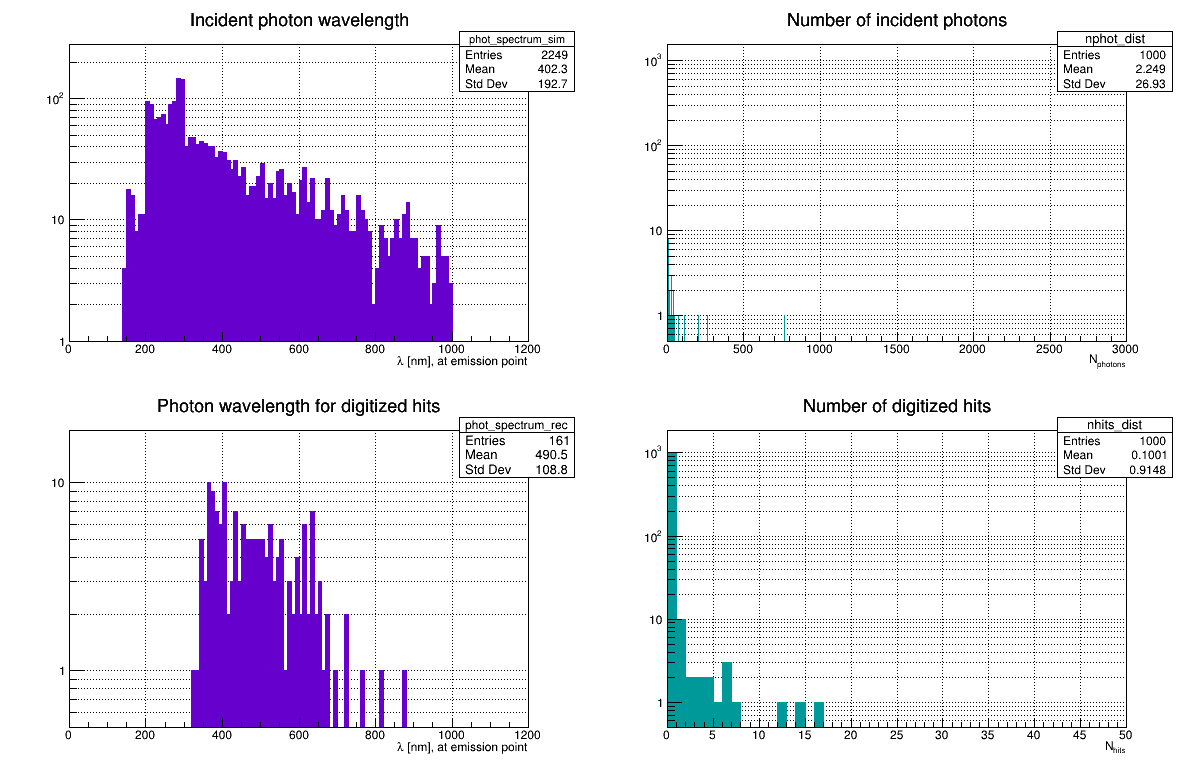 Incident photon wavelength
phot_spectrum_sim
Entries 2249
Mean 402.3
Std Dev 192.7
10²
10
1
0 200 400 600 800 1000 1200
λ [nm], at emission point
Number of incident photons
nphot_dist
Entries 1000
Mean 2.249
Std Dev 26.93
10³
10²
10
1
0 500 1000 1500 2000 2500 3000
Nphotons
Photon wavelength for digitized hits
phot_spectrum_rec
Entries 161
Mean 490.5
Std Dev 108.8
10
1
0 200 400 600 800 1000 1200
λ [nm], at emission point
Number of digitized hits
nhits_dist
Entries 1000
Mean 0.1001
Std Dev 0.9148
10³
10²
10
1
0 5 10 15 20 25 30 35 40 45 50
Nhits